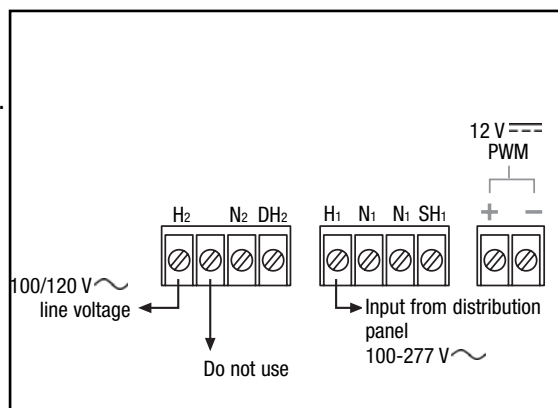 12 V
PWM
+ −
H2 N2 DH2 H1 N1 N1 SH1
100/120 V
line voltage
Do not use
Input from distribution
panel
100-277 V